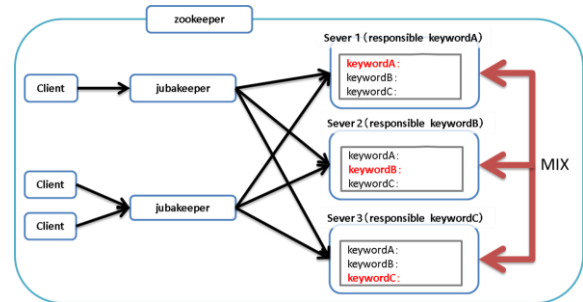 zookeeper
Sever 1 (responsible keywordA)
keywordA:
keywordB:
keywordC:
Client
jubakeeper
Sever 2 (responsible keywordB)
keywordA:
keywordB:
keywordC:
MIX
Client
Client
jubakeeper
Sever 3 (responsible keywordC)
keywordA:
keywordB:
keywordC: